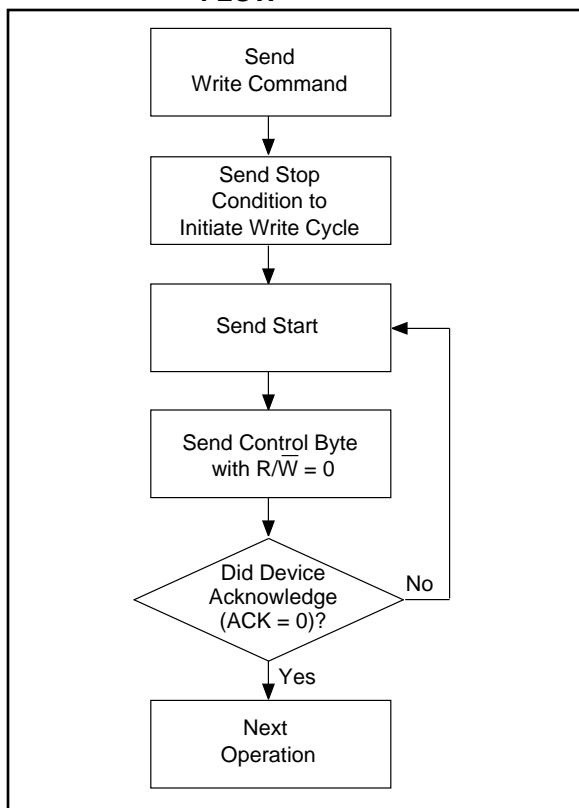 Send
Write Command
Send Stop
Condition to
Initiate Write Cycle
Send Start
Send Control Byte
with R/W̅ = 0
Did Device
Acknowledge
(ACK = 0)?
No
Yes
Next
Operation